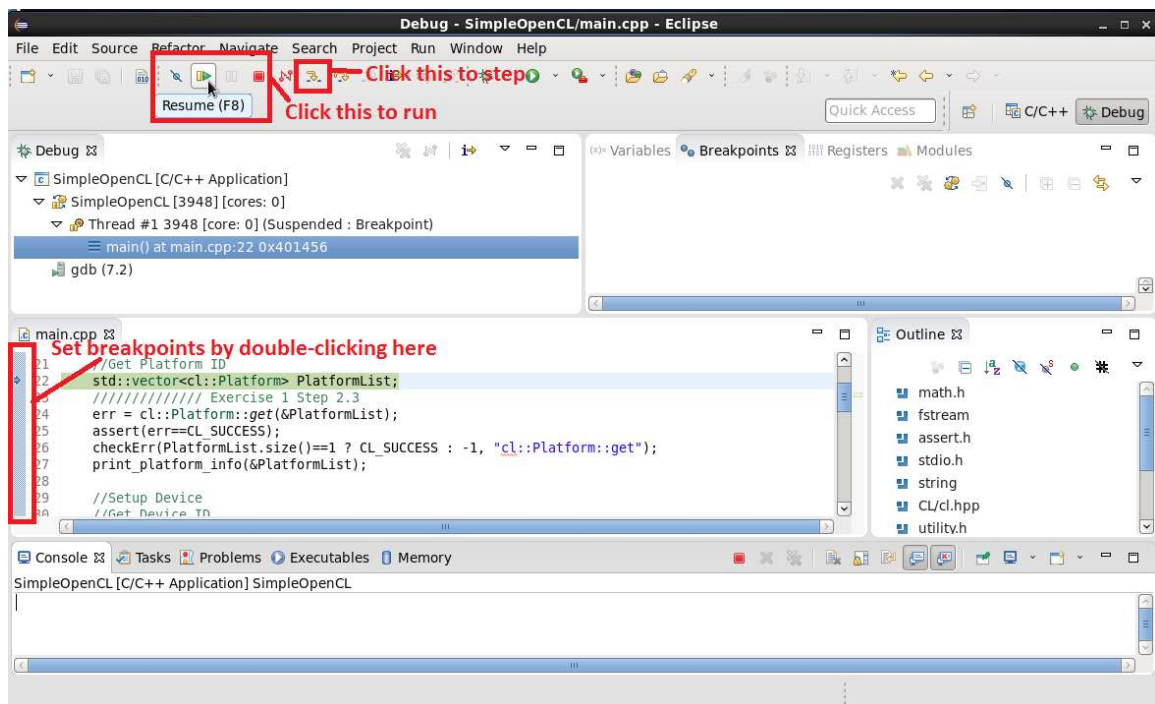 Debug - SimpleOpenCL/main.cpp - Eclipse
File Edit Source Refactor Navigate Search Project Run Window Help
Click this to step
Resume (F8)
Click this to run
Quick Access
C/C++
Debug
Debug
(x)= Variables
Breakpoints
Registers
Modules
SimpleOpenCL [C/C++ Application]
SimpleOpenCL [3948] [cores: 0]
Thread #1 3948 [core: 0] (Suspended : Breakpoint)
main() at main.cpp:22 0x401456
gdb (7.2)
main.cpp
Outline
Set breakpoints by double-clicking here
21 //Get Platform ID
22 std::vector<cl::Platform> PlatformList;
23 ////////////// Exercise 1 Step 2.3
24 err = cl::Platform::get(&PlatformList);
25 assert(err==CL_SUCCESS);
26 checkErr(PlatformList.size()==1 ? CL_SUCCESS : -1, "cl::Platform::get");
27 print_platform_info(&PlatformList);
28
29 //Setup Device
30 //Get Device ID
math.h
fstream
assert.h
stdio.h
string
CL/cl.hpp
utility.h
Console
Tasks
Problems
Executables
Memory
SimpleOpenCL [C/C++ Application] SimpleOpenCL